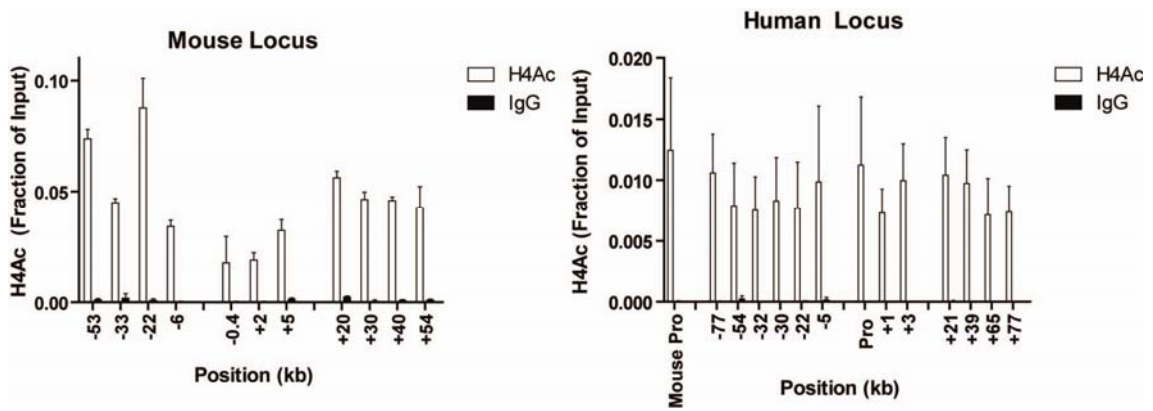 Mouse Locus
H4Ac (Fraction of Input)
0.10
0.05
0.00
H4Ac
IgG
-53
-33
-22
-6
-0.4
+2
+5
+20
+30
+40
+54
Position (kb)
Human Locus
H4Ac (Fraction of Input)
0.020
0.015
0.010
0.005
0.000
H4Ac
IgG
Mouse Pro
-77
-54
-32
-30
-22
-5
Pro
+1
+3
+21
+39
+65
+77
Position (kb)